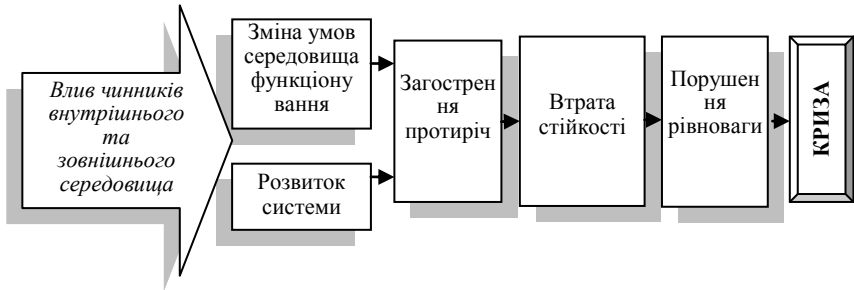 Влив чинників
внутрішнього
та
зовнішнього
середовища
Зміна умов
середовища
функціону
вання
Розвиток
системи
Загострен
ня
протиріч
Втрата
стійкості
Порушен
ня
рівноваги
КРИЗА